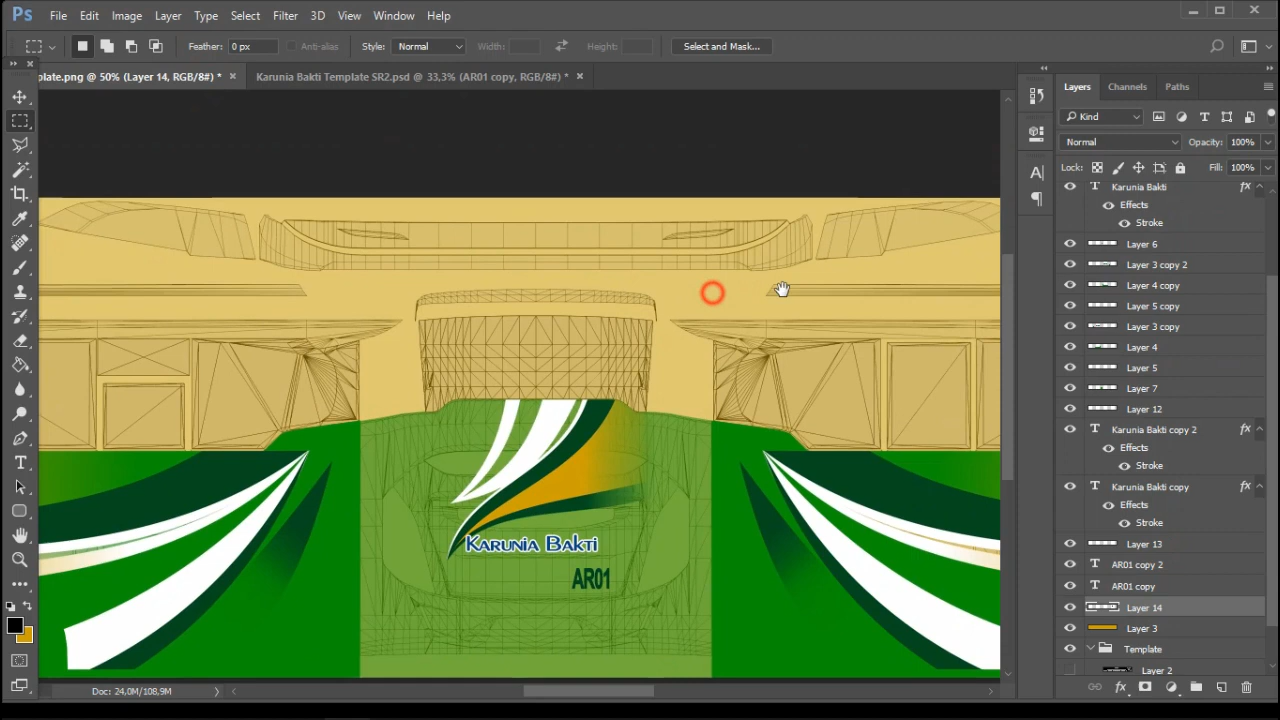 Ps File Edit Image Layer Type Select Filter 3D View Window Help
Feather: 0 px Anti-alias Style: Normal Width: Height: Select and Mask...
plate.png @ 50% (Layer 14, RGB/8#) * × Karunia Bakti Template SR2.psd @ 33,3% (AR01 copy, RGB/8#) * ×
Layers Channels Paths
Kind
Normal Opacity: 100%
Lock: Fill: 100%
Karunia Bakti fx
Effects
Stroke
Layer 6
Layer 3 copy 2
Layer 4 copy
Layer 5 copy
Layer 3 copy
Layer 4
Layer 5
Layer 7
Layer 12
Karunia Bakti copy 2 fx
Effects
Stroke
Karunia Bakti copy fx
Effects
Stroke
Layer 13
AR01 copy 2
AR01 copy
Layer 14
Layer 3
Template
Layer 2
Karunia Bakti
AR01
Doc: 24,0M/108,9M